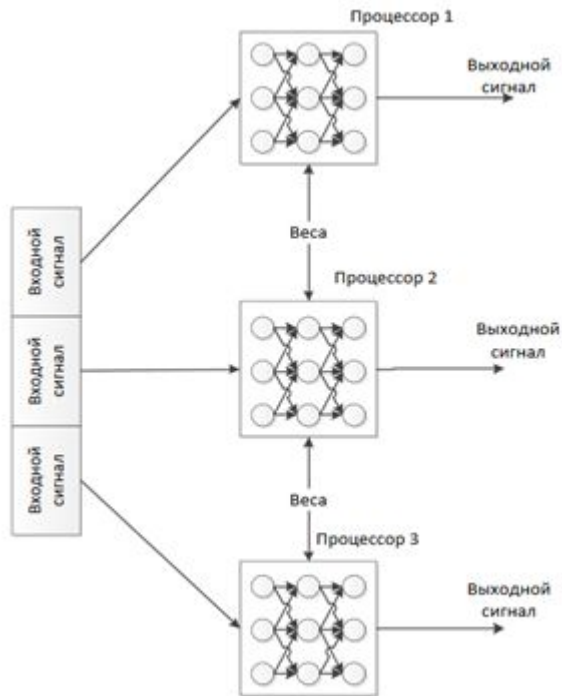 Процессор 1
Выходной
сигнал
Веса
Процессор 2
Входной
сигнал
Входной
сигнал
Входной
сигнал
Выходной
сигнал
Веса
Процессор 3
Выходной
сигнал